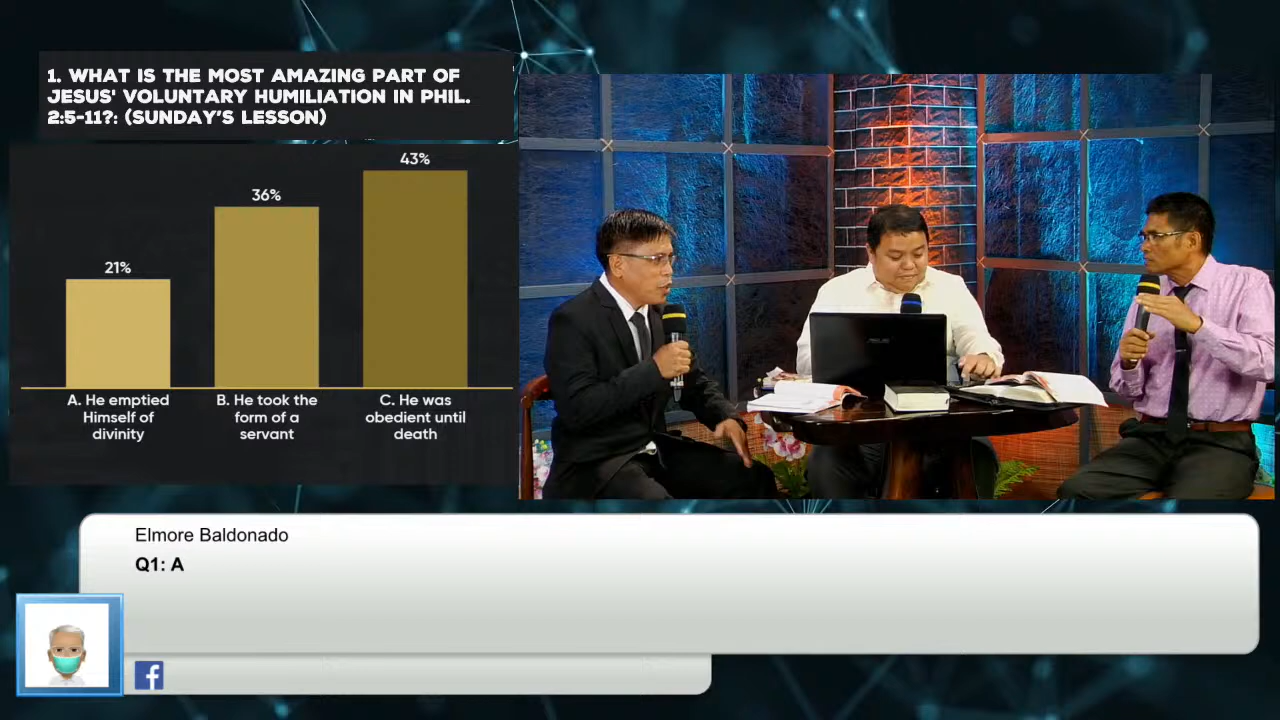 1. WHAT IS THE MOST AMAZING PART OF
JESUS' VOLUNTARY HUMILIATION IN PHIL.
2:5-11?: (SUNDAY'S LESSON)
21%
36%
43%
A. He emptied
Himself of
divinity
B. He took the
form of a
servant
C. He was
obedient until
death
ASUS
Elmore Baldonado
Q1: A
f